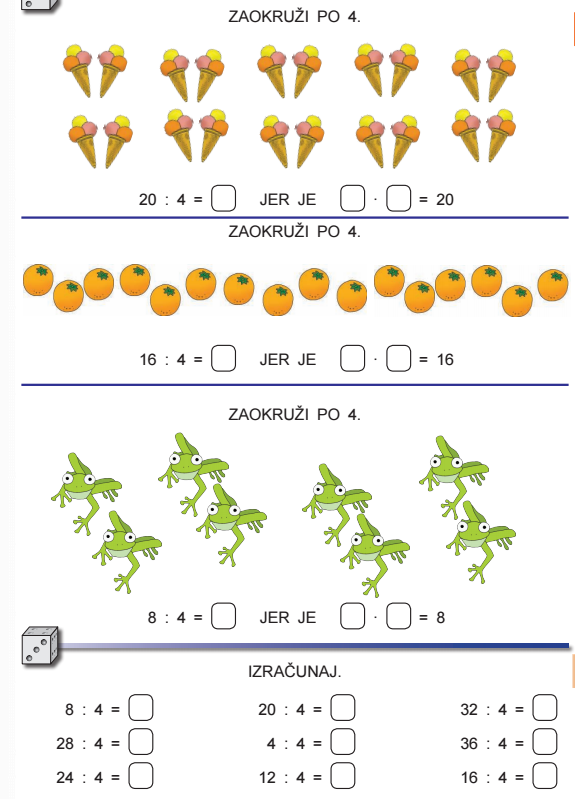 ZAOKRUŽI PO 4.
20 : 4 = JER JE · = 20
ZAOKRUŽI PO 4.
16 : 4 = JER JE · = 16
ZAOKRUŽI PO 4.
8 : 4 = JER JE · = 8
IZRAČUNAJ.
8 : 4 = 20 : 4 = 32 : 4 =
28 : 4 = 4 : 4 = 36 : 4 =
24 : 4 = 12 : 4 = 16 : 4 =